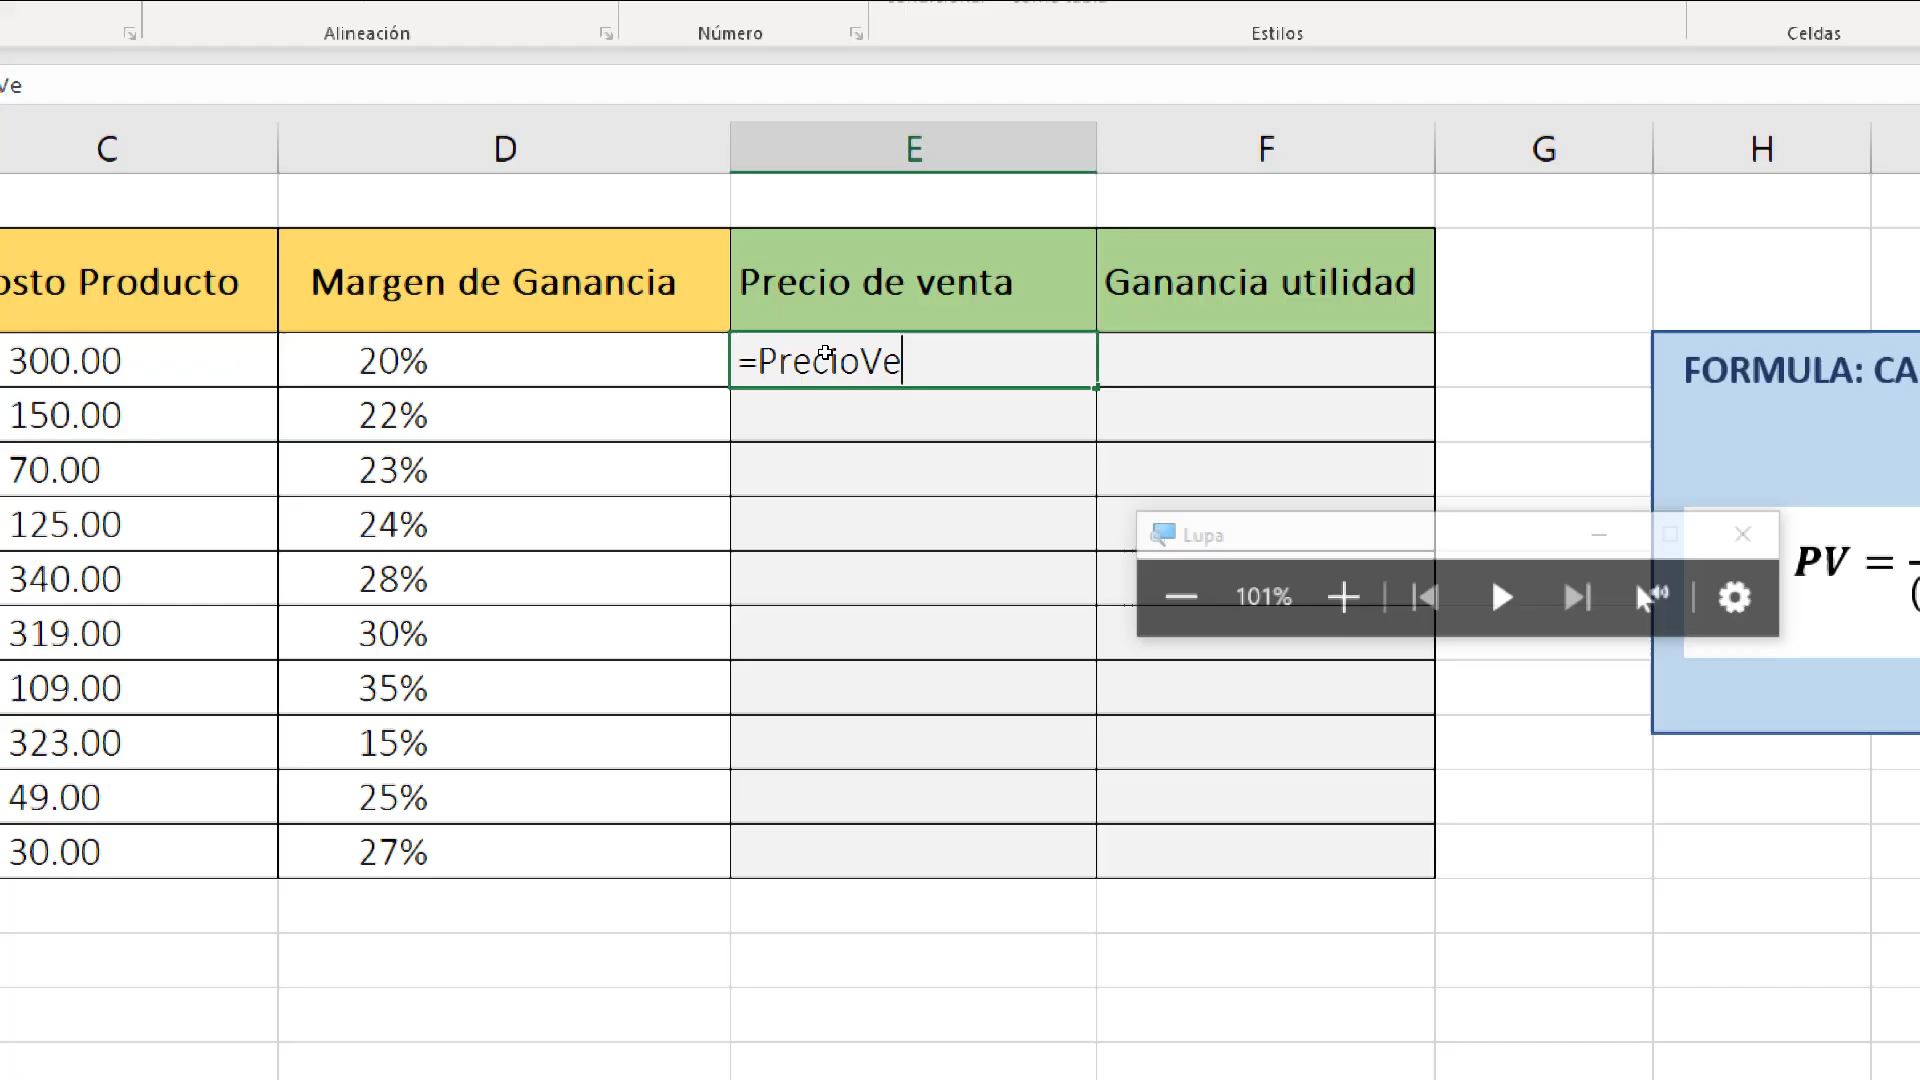 Alineación Número Estilos Celdas
Ve
C D E F G H
osto Producto Margen de Ganancia Precio de venta Ganancia utilidad
300.00 20% =PrecioVe
FORMULA: CA
150.00 22%
70.00 23%
125.00 24%
Lupa
PV =
340.00 28%
101%
319.00 30%
109.00 35%
323.00 15%
49.00 25%
30.00 27%